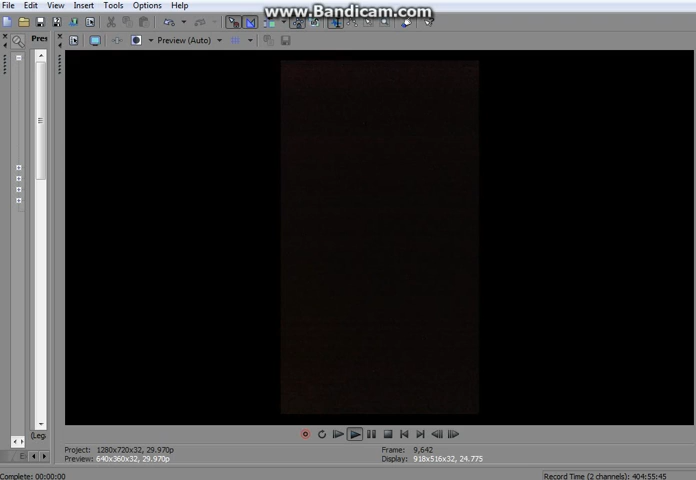 www.Bandicam.com
File Edit View Insert Tools Options Help
Pres
Preview (Auto)
(Leg
Project: 1280x720x32, 29.970p
Preview: 640x360x32, 29.970p
Frame: 9,642
Display: 918x516x32, 24.775
Complete: 00:00:00
Record Time (2 channels): 404:55:45